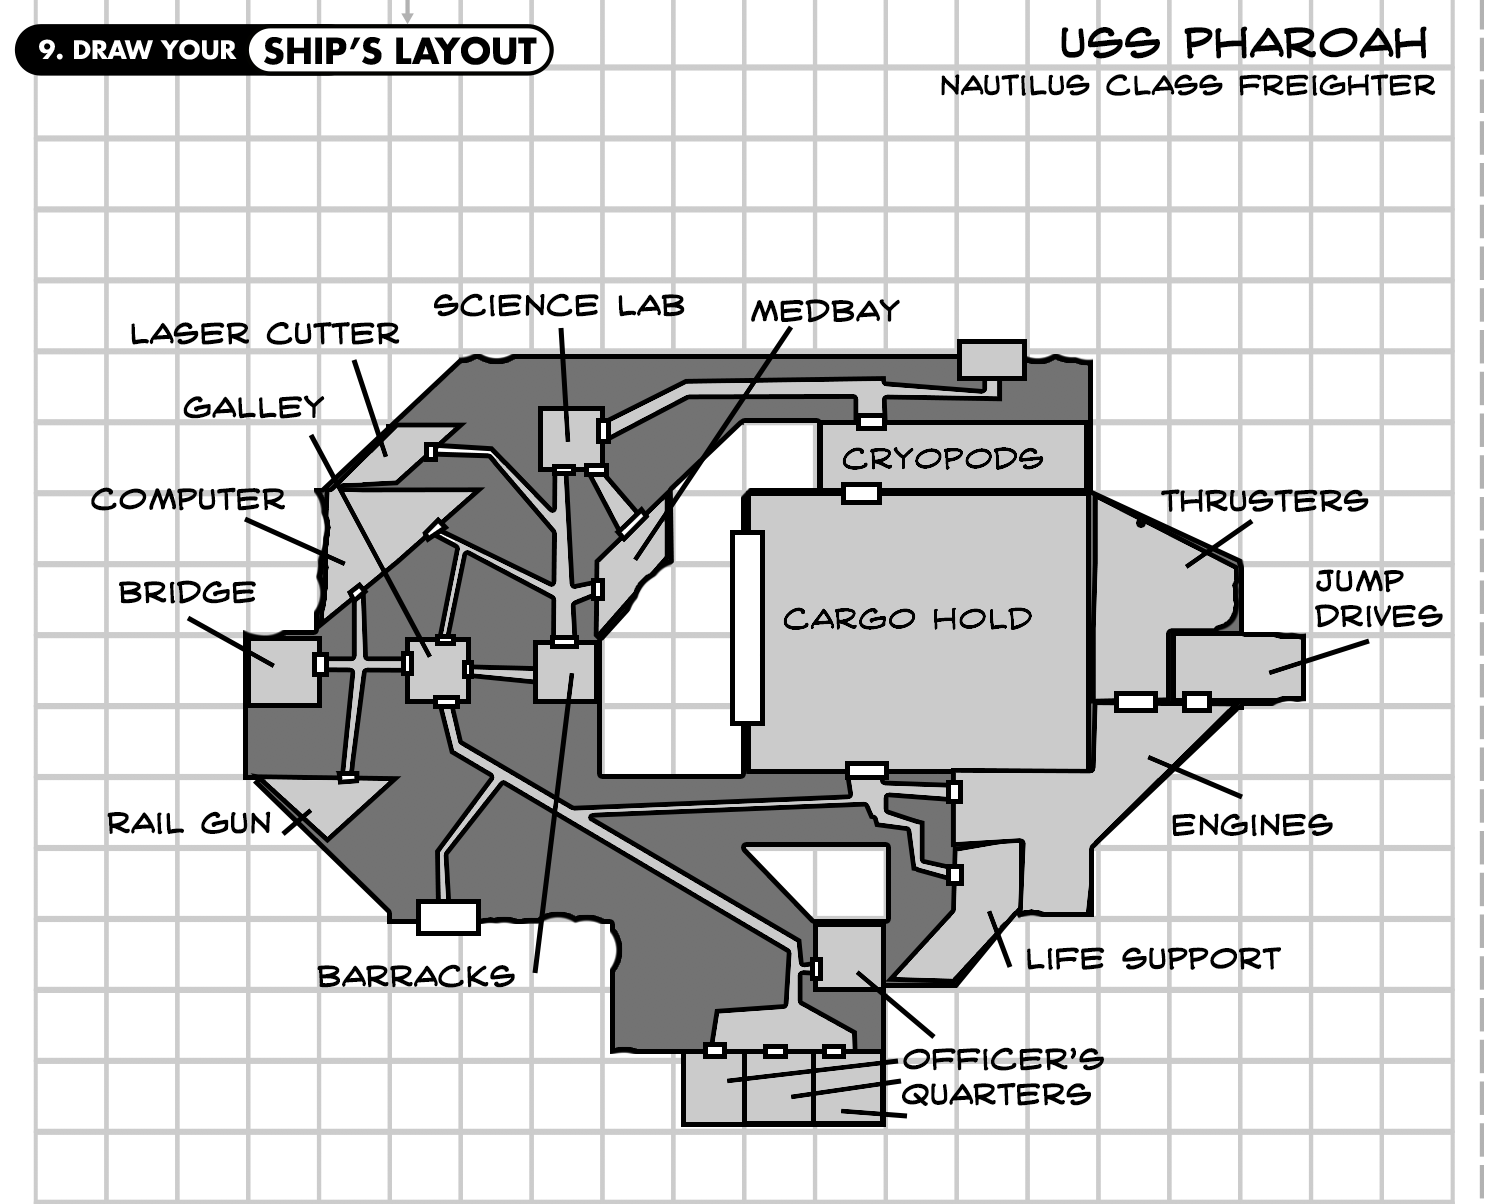 9. DRAW YOUR SHIP'S LAYOUT
USS PHAROAH
NAUTILUS CLASS FREIGHTER
SCIENCE LAB
MEDBAY
LASER CUTTER
GALLEY
CRYOPODS
COMPUTER
THRUSTERS
BRIDGE
JUMP
DRIVES
CARGO HOLD
RAIL GUN
ENGINES
BARRACKS
LIFE SUPPORT
OFFICER'S
QUARTERS